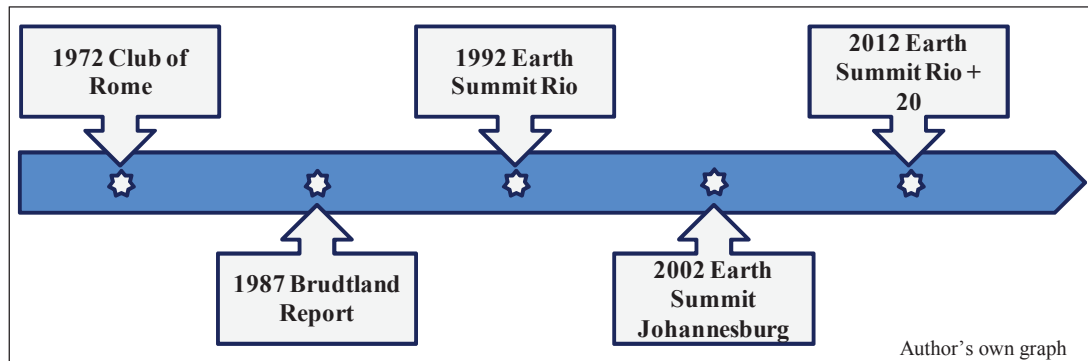 1972 Club of
Rome
1992 Earth
Summit Rio
2012 Earth
Summit Rio +
20
1987 Brudtland
Report
2002 Earth
Summit
Johannesburg
Author's own graph